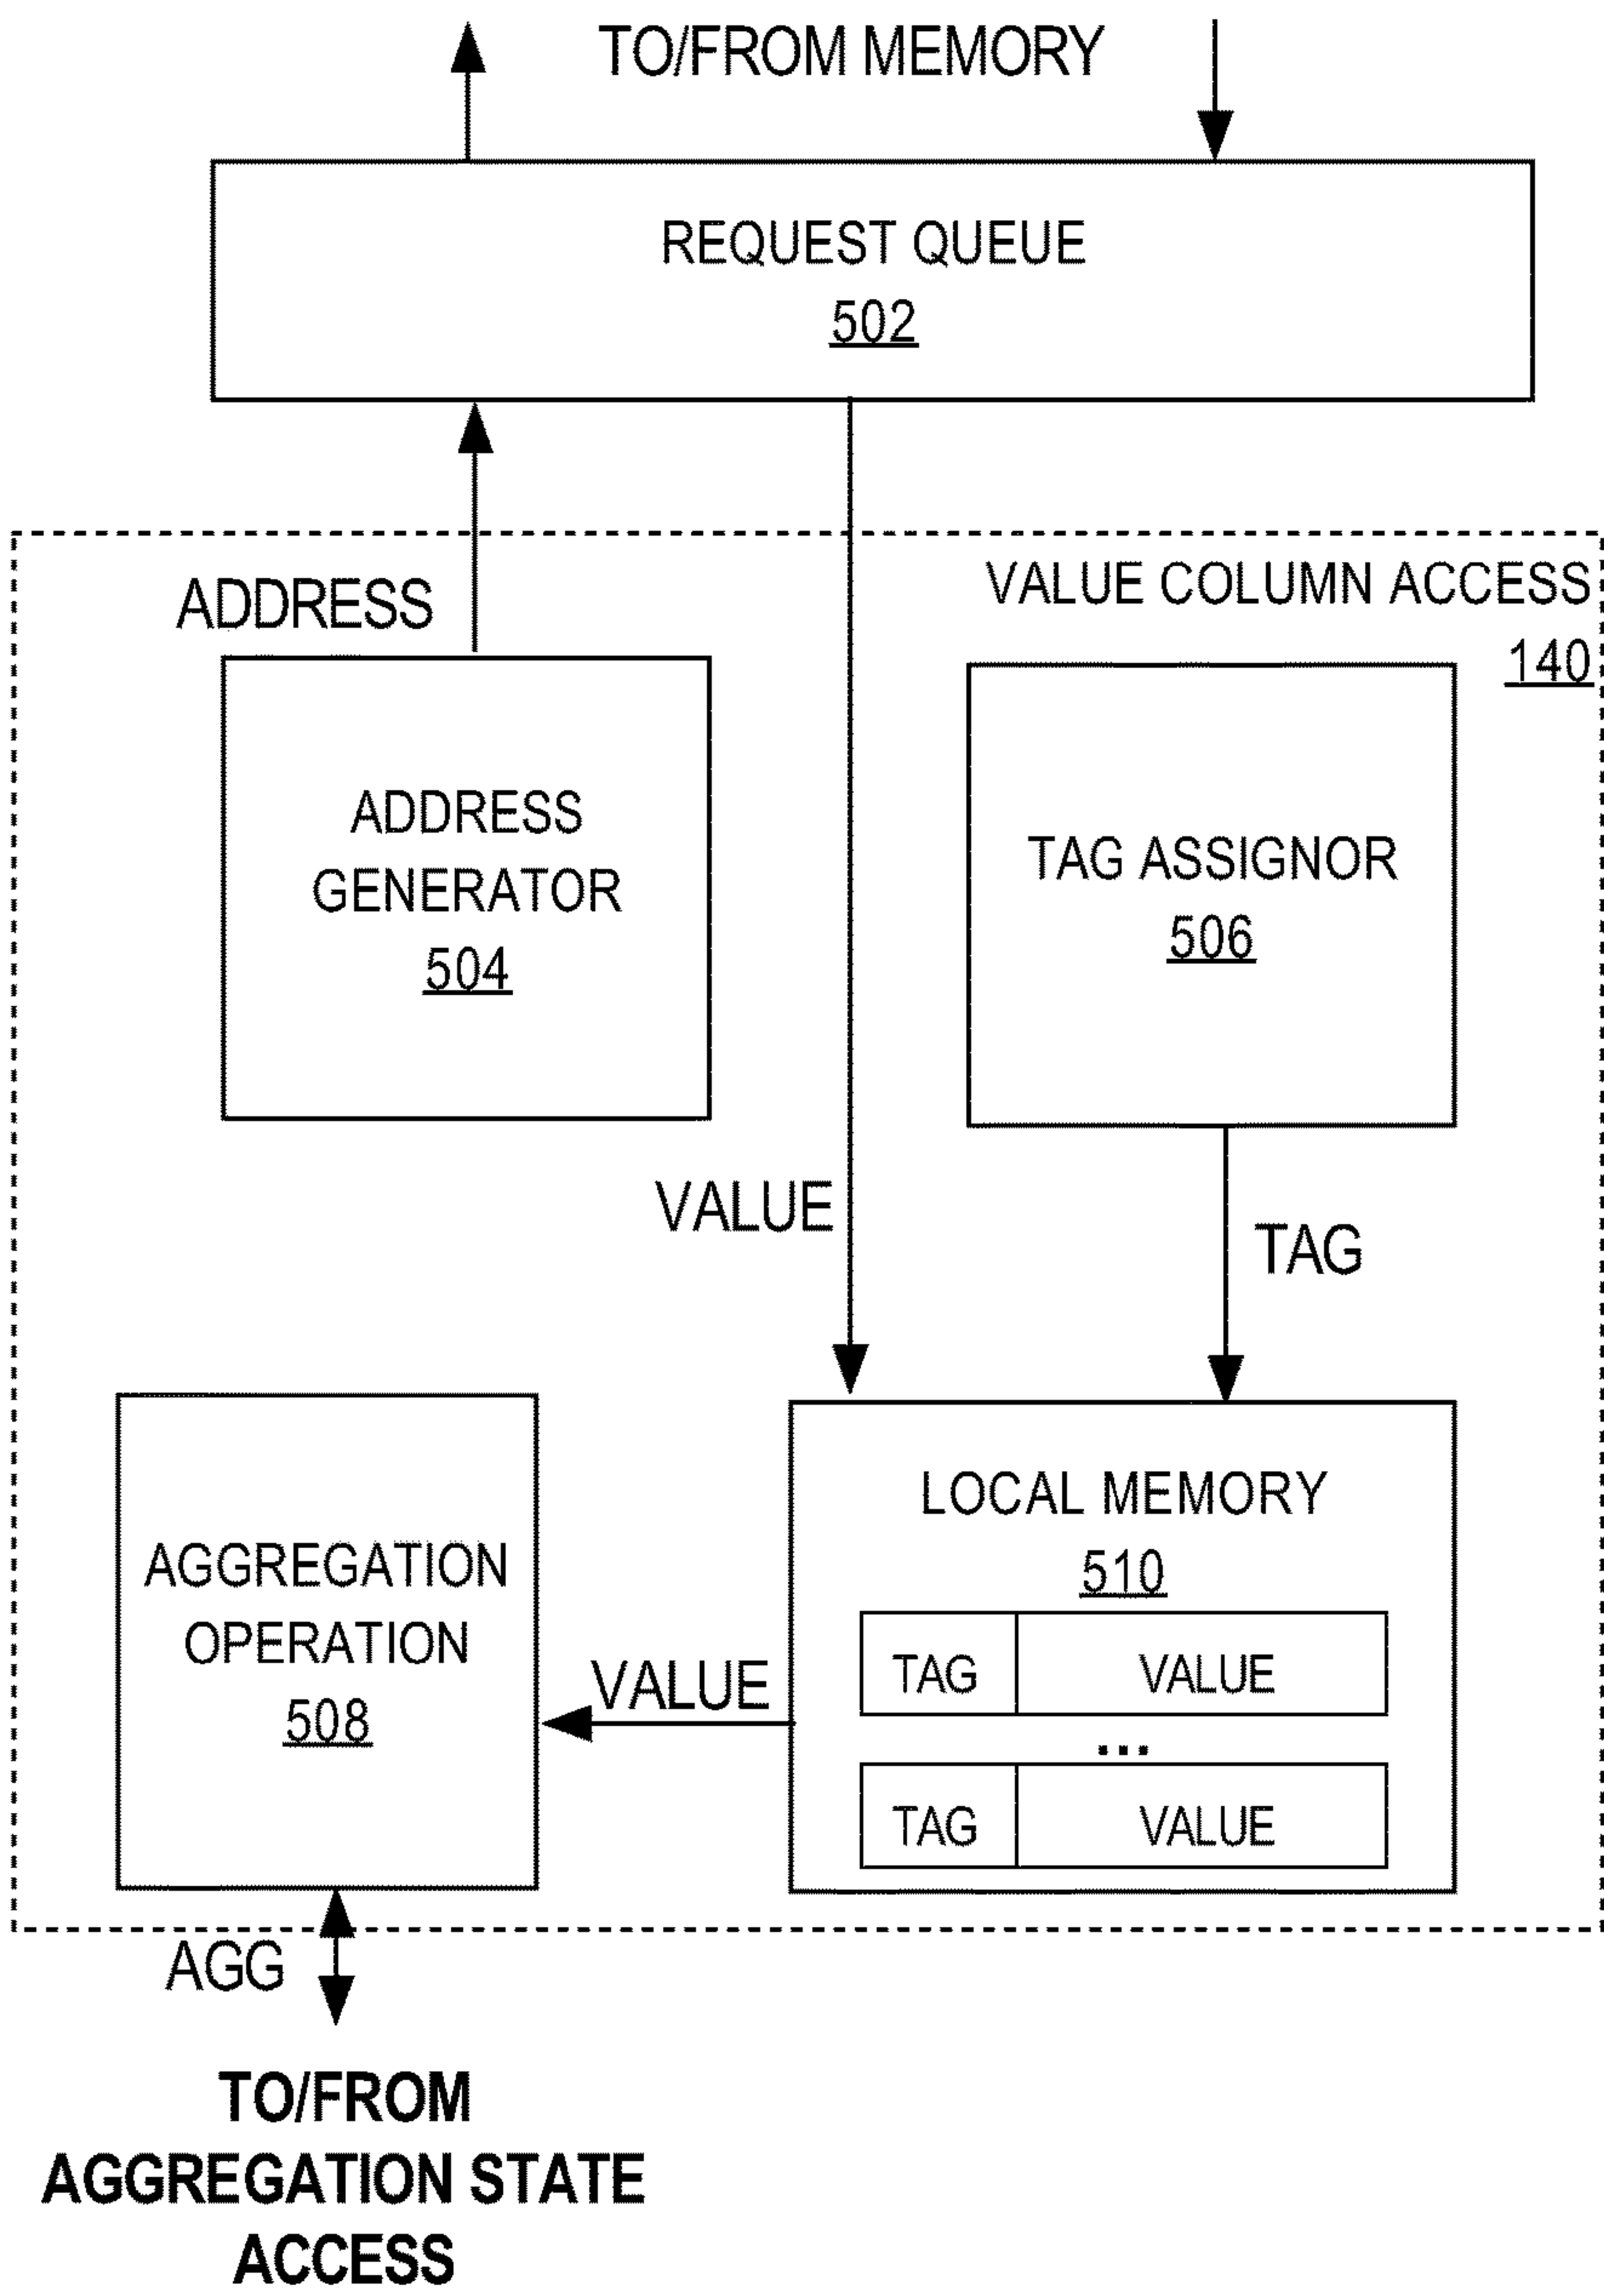 TO/FROM MEMORY
REQUEST QUEUE
502
ADDRESS
VALUE COLUMN ACCESS
140
ADDRESS
GENERATOR
504
TAG ASSIGNOR
506
VALUE
TAG
AGGREGATION
OPERATION
508
VALUE
LOCAL MEMORY
510
TAG VALUE
...
TAG VALUE
AGG
TO/FROM
AGGREGATION STATE
ACCESS